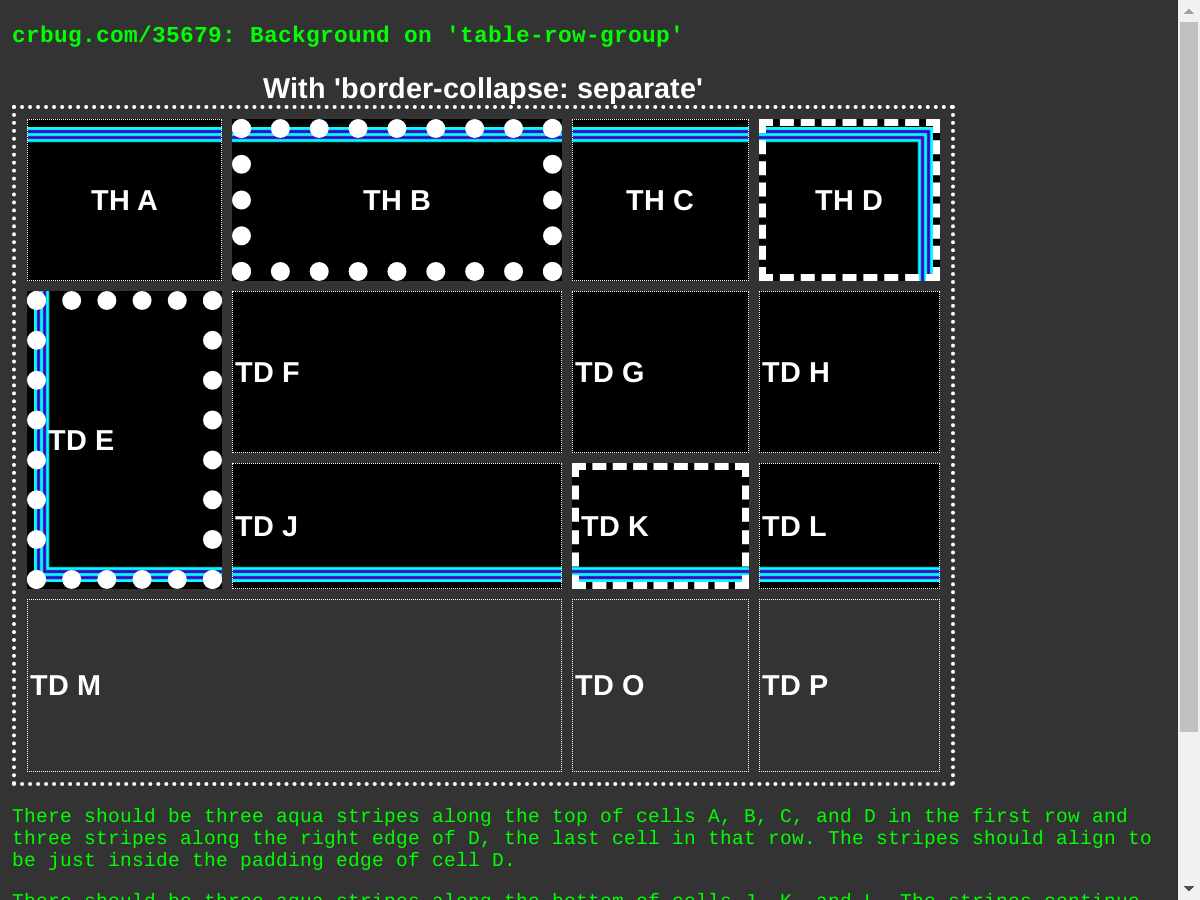 crbug.com/35679: Background on 'table-row-group'
With 'border-collapse: separate'
TH A
TH B
TH C
TH D
TD E
TD F
TD G
TD H
TD J
TD K
TD L
TD M
TD O
TD P
There should be three aqua stripes along the top of cells A, B, C, and D in the first row and
three stripes along the right edge of D, the last cell in that row. The stripes should align to
be just inside the padding edge of cell D.
There should be three aqua stripes along the bottom of cells J, K, and L. The stripes continue